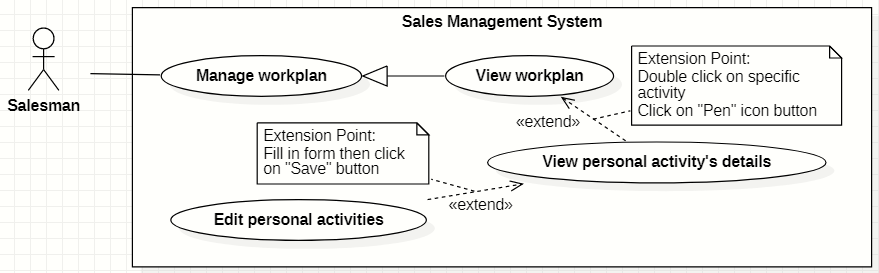 Sales Management System
Salesman
Manage workplan
View workplan
Extension Point:
Double click on specific
activity
Click on "Pen" icon button
«extend»
Extension Point:
Fill in form then click
on "Save" button
View personal activity's details
«extend»
Edit personal activities